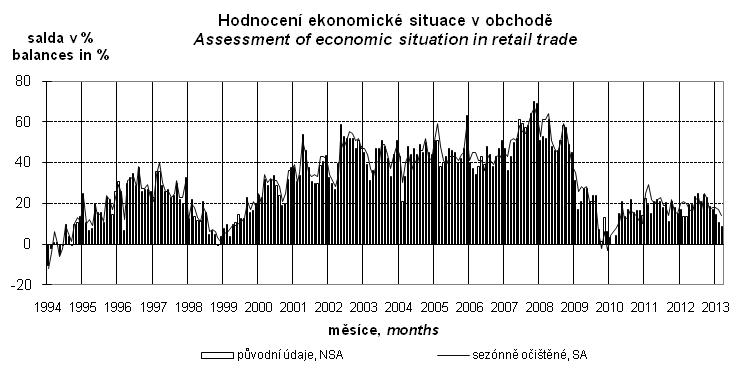 Hodnocení ekonomické situace v obchodě
Assessment of economic situation in retail trade
salda v %
balances in %
80
60
40
20
0
-20
1994 1995 1996 1997 1998 1999 2000 2001 2002 2003 2004 2005 2006 2007 2008 2009 2010 2011 2012 2013
měsíce, months
původní údaje, NSA
sezónně očištěné, SA